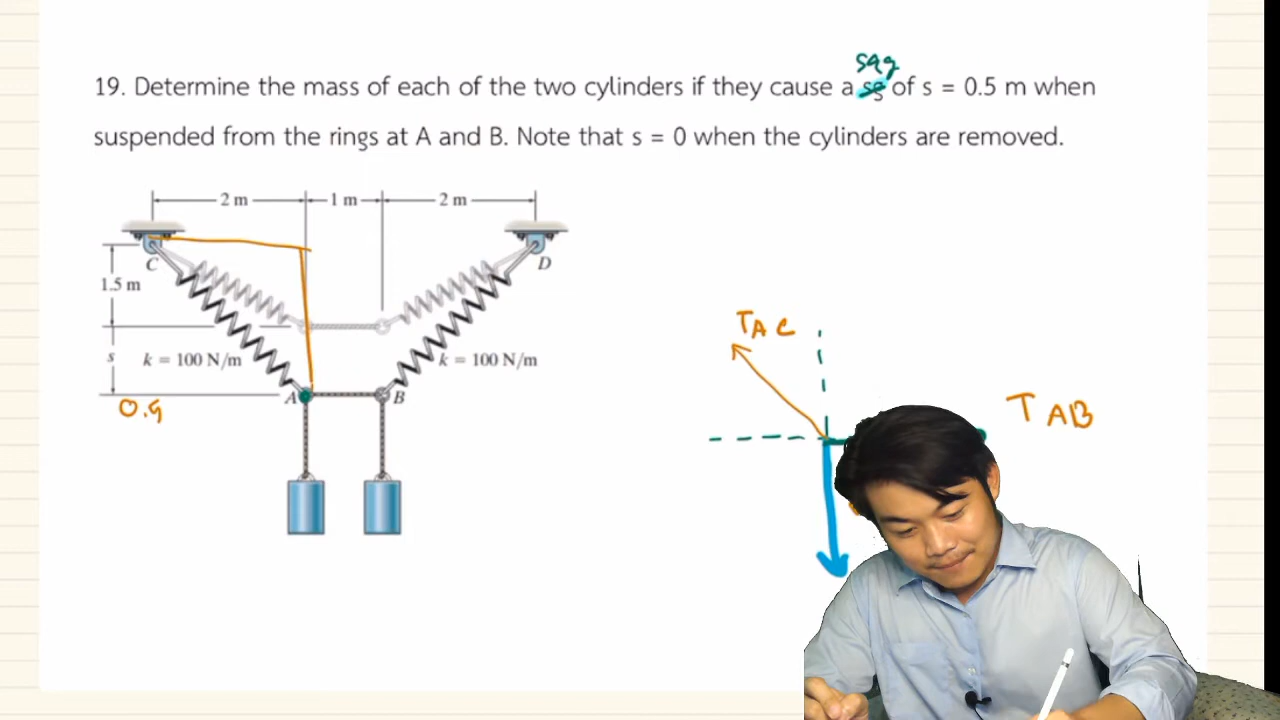 sag
19. Determine the mass of each of the two cylinders if they cause a sg of s = 0.5 m when
suspended from the rings at A and B. Note that s = 0 when the cylinders are removed.
2 m 1 m 2 m
C D
1.5 m
s k = 100 N/m k = 100 N/m
A B
0.5
TAC
TAB